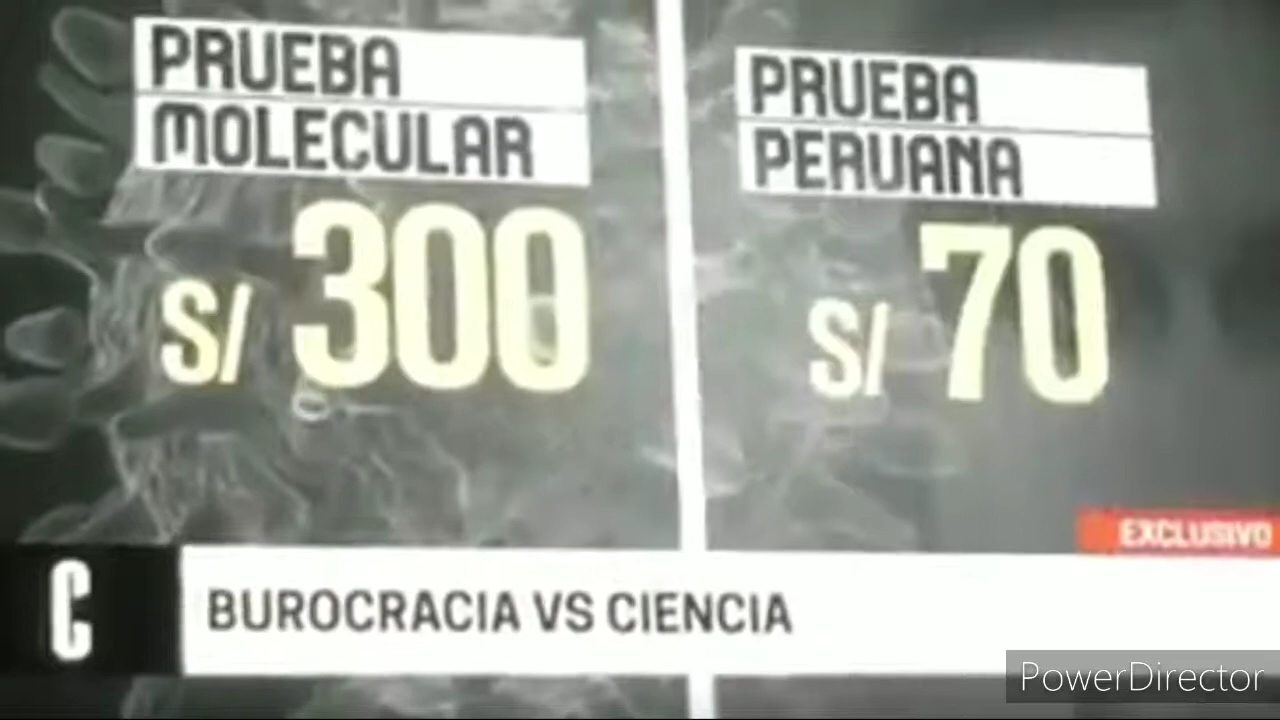 PRUEBA
MOLECULAR
S/ 300
PRUEBA
PERUANA
S/ 70
EXCLUSIVO
C
BUROCRACIA VS CIENCIA
PowerDirector